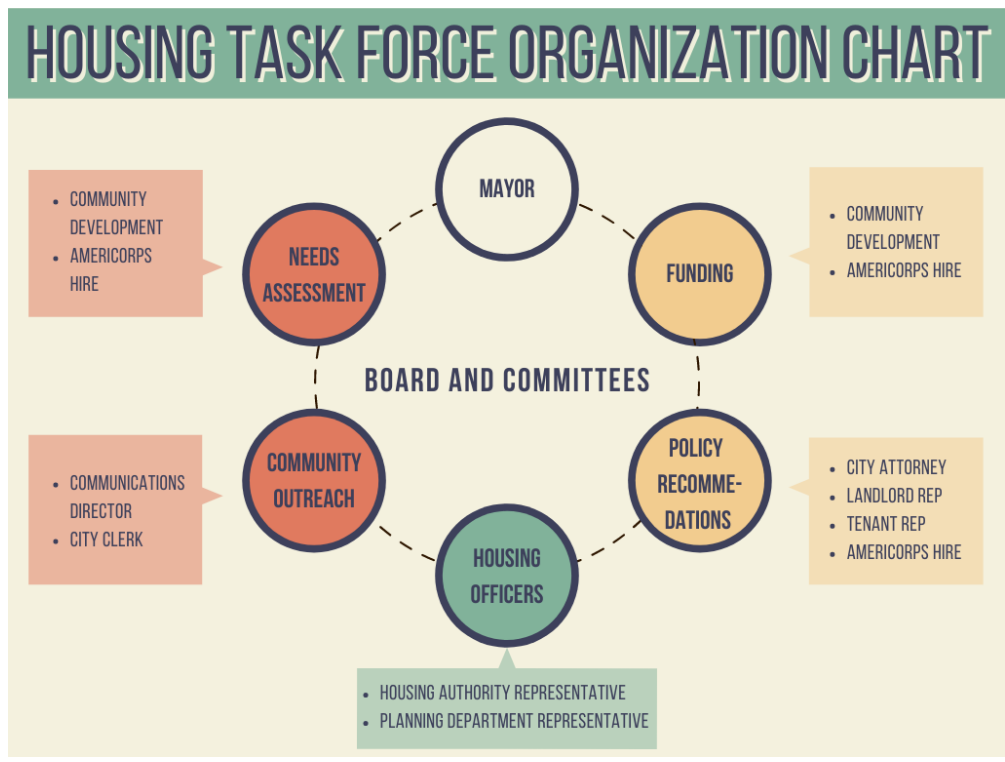 HOUSING TASK FORCE ORGANIZATION CHART
MAYOR
• COMMUNITY
DEVELOPMENT
• AMERICORPS
HIRE
NEEDS
ASSESSMENT
FUNDING
• COMMUNITY
DEVELOPMENT
• AMERICORPS HIRE
BOARD AND COMMITTEES
• COMMUNICATIONS
DIRECTOR
• CITY CLERK
COMMUNITY
OUTREACH
POLICY
RECOMME-
DATIONS
• CITY ATTORNEY
• LANDLORD REP
• TENANT REP
• AMERICORPS HIRE
HOUSING
OFFICERS
• HOUSING AUTHORITY REPRESENTATIVE
• PLANNING DEPARTMENT REPRESENTATIVE